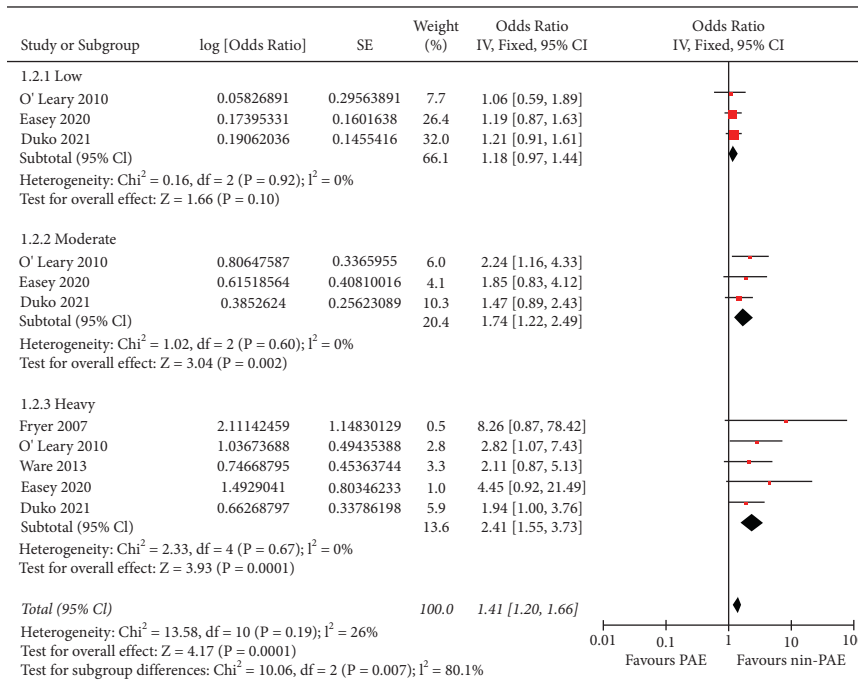 Study or Subgroup log [Odds Ratio] SE Weight (%) Odds Ratio IV, Fixed, 95% CI Odds Ratio IV, Fixed, 95% CI
1.2.1 Low
O' Leary 2010 0.05826891 0.29563891 7.7 1.06 [0.59, 1.89]
Easey 2020 0.17395331 0.1601638 26.4 1.19 [0.87, 1.63]
Duko 2021 0.19062036 0.1455416 32.0 1.21 [0.91, 1.61]
Subtotal (95% Cl) 66.1 1.18 [0.97, 1.44]
Heterogeneity: Chi² = 0.16, df = 2 (P = 0.92); l² = 0%
Test for overall effect: Z = 1.66 (P = 0.10)
1.2.2 Moderate
O' Leary 2010 0.80647587 0.3365955 6.0 2.24 [1.16, 4.33]
Easey 2020 0.61518564 0.40810016 4.1 1.85 [0.83, 4.12]
Duko 2021 0.3852624 0.25623089 10.3 1.47 [0.89, 2.43]
Subtotal (95% Cl) 20.4 1.74 [1.22, 2.49]
Heterogeneity: Chi² = 1.02, df = 2 (P = 0.60); l² = 0%
Test for overall effect: Z = 3.04 (P = 0.002)
1.2.3 Heavy
Fryer 2007 2.11142459 1.14830129 0.5 8.26 [0.87, 78.42]
O' Leary 2010 1.03673688 0.49435388 2.8 2.82 [1.07, 7.43]
Ware 2013 0.74668795 0.45363744 3.3 2.11 [0.87, 5.13]
Easey 2020 1.4929041 0.80346233 1.0 4.45 [0.92, 21.49]
Duko 2021 0.66268797 0.33786198 5.9 1.94 [1.00, 3.76]
Subtotal (95% Cl) 13.6 2.41 [1.55, 3.73]
Heterogeneity: Chi² = 2.33, df = 4 (P = 0.67); l² = 0%
Test for overall effect: Z = 3.93 (P = 0.0001)
Total (95% Cl) 100.0 1.41 [1.20, 1.66]
Heterogeneity: Chi² = 13.58, df = 10 (P = 0.19); l² = 26%
Test for overall effect: Z = 4.17 (P = 0.0001)
Test for subgroup differences: Chi² = 10.06, df = 2 (P = 0.007); l² = 80.1%
0.01 0.1 1 10 100
Favours PAE Favours nin-PAE